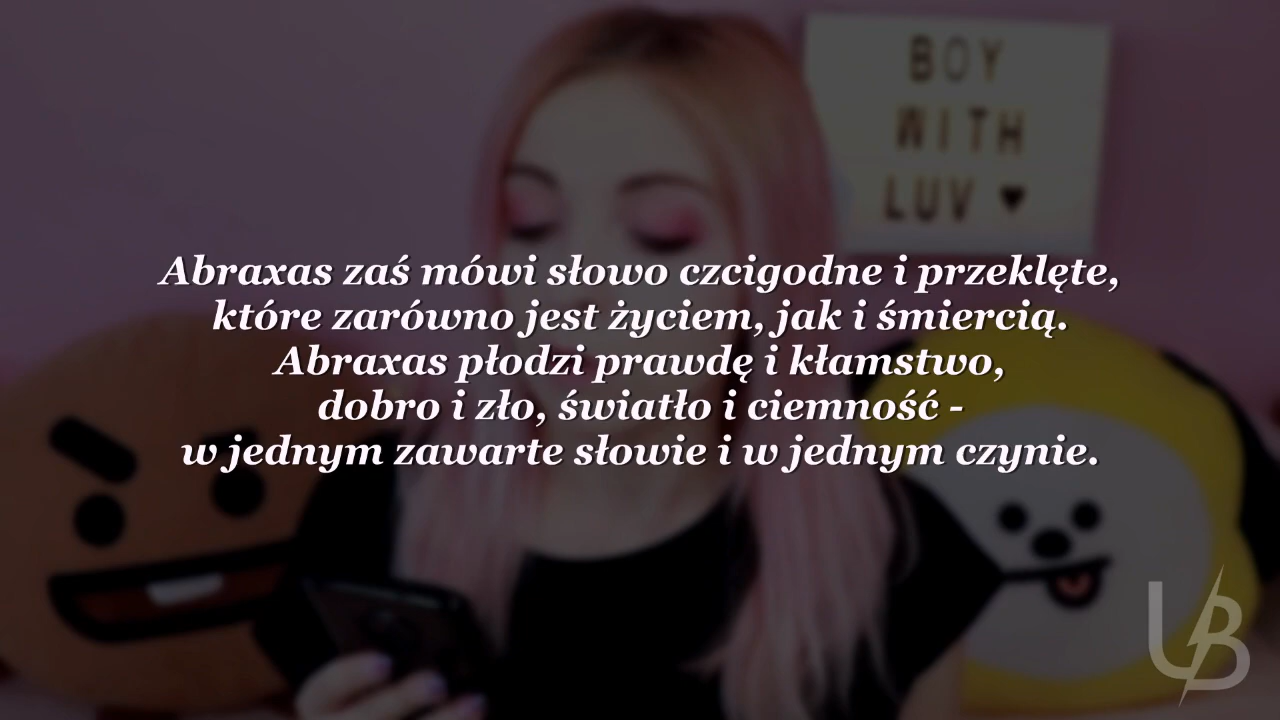 BOY
WITH
LUV ♥
Abraxas zaś mówi słowo czcigodne i przeklęte,
które zarówno jest życiem, jak i śmiercią.
Abraxas płodzi prawdę i kłamstwo,
dobro i zło, światło i ciemność -
w jednym zawarte słowie i w jednym czynie.
UB